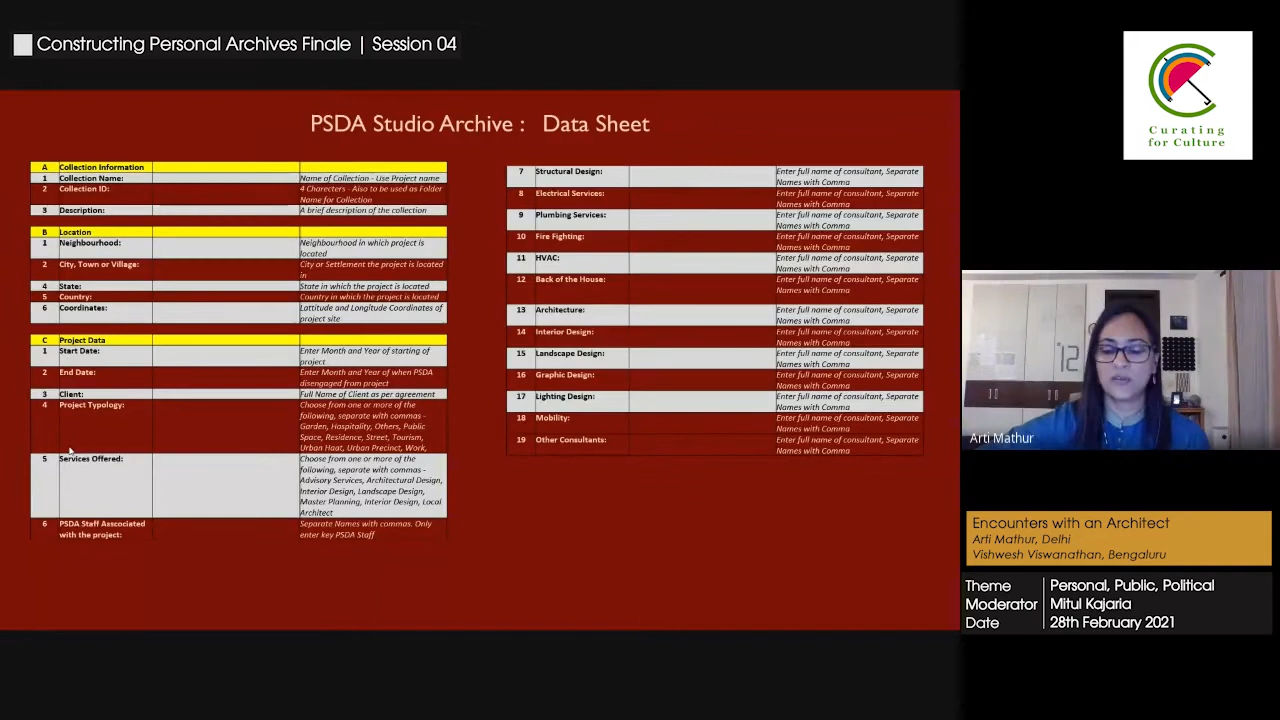 Constructing Personal Archives Finale | Session 04
PSDA Studio Archive : Data Sheet
A Collection Information
1 Collection Name: Name of Collection - Use Project name
2 Collection ID: 4 Charecters - Also to be used as Folder
Name for Collection
3 Description: A brief description of the collection
B Location
1 Neighbourhood: Neighbourhood in which project is
located
2 City, Town or Village: City or Settlement the project is located
in
4 State: State in which the project is located
5 Country: Country in which the project is located
6 Coordinates: Lattitude and Longitude Coordinates of
project site
C Project Data
1 Start Date: Enter Month and Year of starting of
project
2 End Date: Enter Month and Year of when PSDA
disengaged from project
3 Client: Full Name of Client as per agreement
4 Project Typology: Choose from one or more of the
following, separate with commas -
Garden, Hospitality, Others, Public
Space, Residence, Street, Tourism,
Urban Haat, Urban Precinct, Work,
5 Services Offered: Choose from one or more of the
following, separate with commas -
Advisory Services, Architectural Design,
Interior Design, Landscape Design,
Master Planning, Interior Design, Local
Architect
6 PSDA Staff Asscociated Separate Names with commas. Only
with the project: enter key PSDA Staff
7 Structural Design: Enter full name of consultant, Separate
Names with Comma
8 Electrical Services: Enter full name of consultant, Separate
Names with Comma
9 Plumbing Services: Enter full name of consultant, Separate
Names with Comma
10 Fire Fighting: Enter full name of consultant, Separate
Names with Comma
11 HVAC: Enter full name of consultant, Separate
Names with Comma
12 Back of the House: Enter full name of consultant, Separate
Names with Comma
13 Architecture: Enter full name of consultant, Separate
Names with Comma
14 Interior Design: Enter full name of consultant, Separate
Names with Comma
15 Landscape Design: Enter full name of consultant, Separate
Names with Comma
16 Graphic Design: Enter full name of consultant, Separate
Names with Comma
17 Lighting Design: Enter full name of consultant, Separate
Names with Comma
18 Mobility: Enter full name of consultant, Separate
Names with Comma
19 Other Consultants: Enter full name of consultant, Separate
Names with Comma
Curating
for Culture
12
Arti Mathur
Encounters with an Architect
Arti Mathur, Delhi
Vishwesh Viswanathan, Bengaluru
Theme Personal, Public, Political
Moderator Mitul Kajaria
Date 28th February 2021